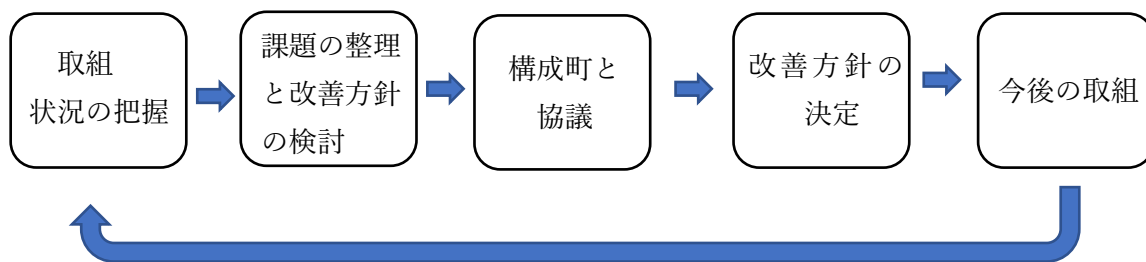 取組
状況の把握
課題の整理
と改善方針
の検討
構成町と
協議
改善方針の
決定
今後の取組